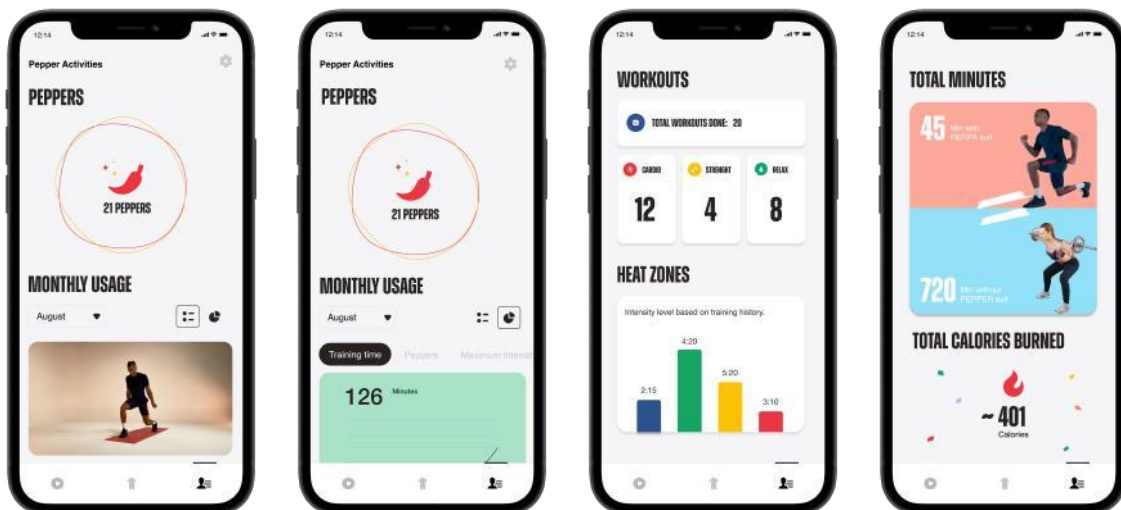 12:14
Pepper Activities
PEPPERS
21 PEPPERS
MONTHLY USAGE
August
12:14
Pepper Activities
PEPPERS
21 PEPPERS
MONTHLY USAGE
August
Training time
Peppers
Maximum Intensit
126
Minutes
12:14
WORKOUTS
TOTAL WORKOUTS DONE: 20
CARDIO
STRENGHT
RELAX
12
4
8
HEAT ZONES
Intensity level based on training history.
2:15
4:20
5:20
3:10
12:14
TOTAL MINUTES
45
Min with
PEPPER suit
720
Min without
PEPPER suit
TOTAL CALORIES BURNED
~ 401
Calories